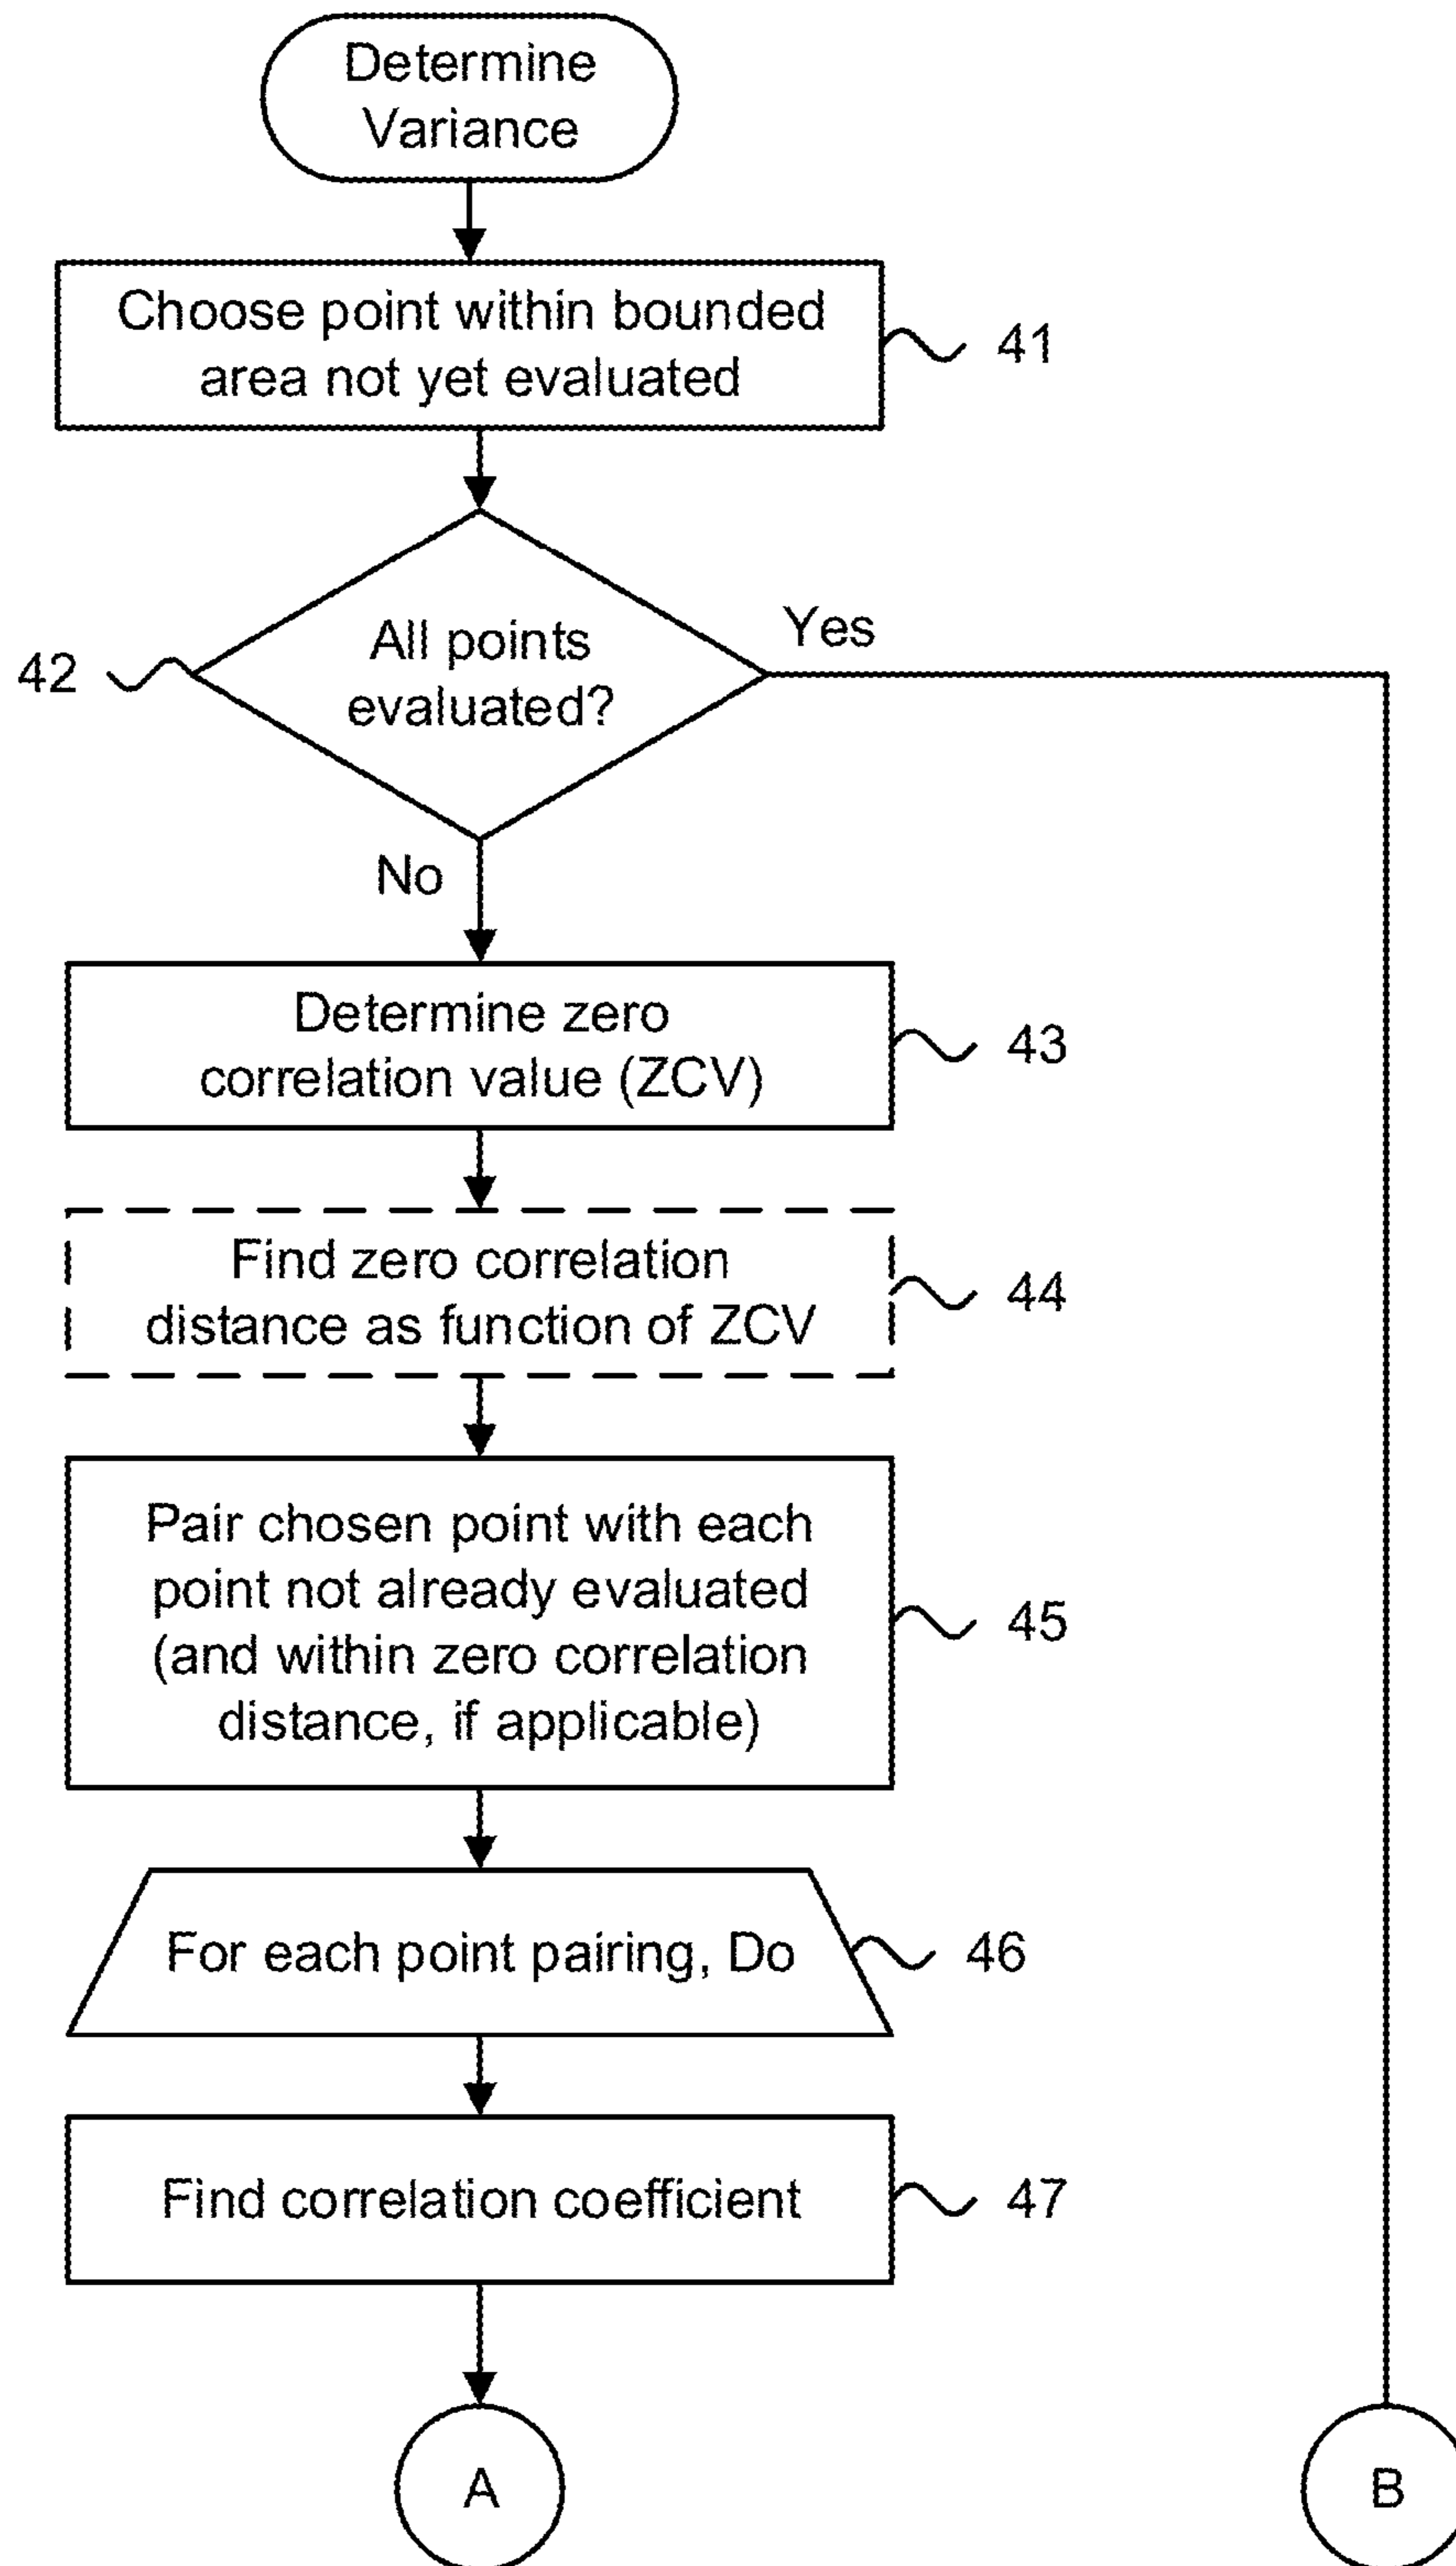 Determine
Variance
Choose point within bounded
area not yet evaluated
41
All points
evaluated?
Yes
42
No
Determine zero
correlation value (ZCV)
43
Find zero correlation
distance as function of ZCV
44
Pair chosen point with each
point not already evaluated
(and within zero correlation
distance, if applicable)
45
For each point pairing, Do
46
Find correlation coefficient
47
A
B